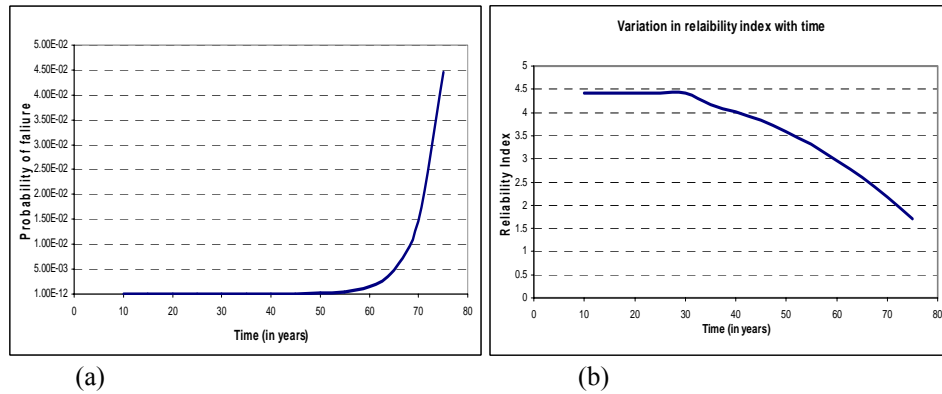 5.00E-02
4.50E-02
4.00E-02
3.50E-02
3.00E-02
2.50E-02
2.00E-02
1.50E-02
1.00E-02
5.00E-03
1.00E-12
Probability of faliure
0 10 20 30 40 50 60 70 80
Time (in years)
(a)
Variation in relaibility index with time
5
4.5
4
3.5
3
2.5
2
1.5
1
0.5
0
Reliability Index
0 10 20 30 40 50 60 70 80
Time (in years)
(b)